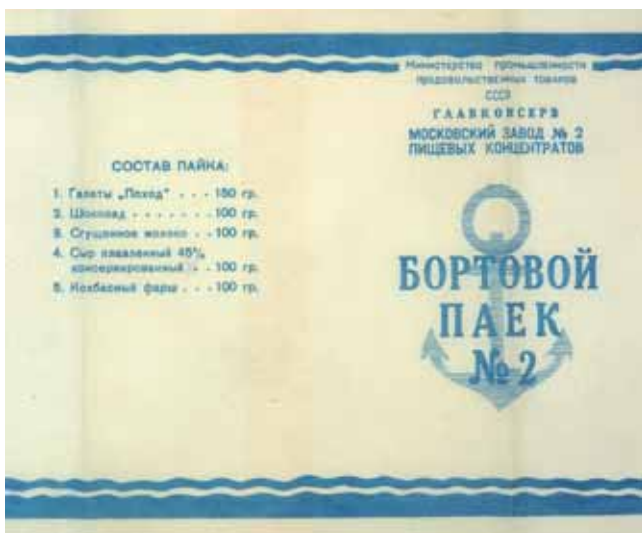 СОСТАВ ПАЙКА:
1. Галеты „Поход" . . . 150 гр.
2. Шоколад . . . . . . . 100 гр.
3. Сгущенное молоко . . 100 гр.
4. Сыр плавленный 45%
консервированный . . 100 гр.
5. Колбасный фарш . . . 100 гр.
Министерство промышленности
продовольственных товаров
СССР
ГЛАВКОНСЕРВ
МОСКОВСКИЙ ЗАВОД № 2
ПИЩЕВЫХ КОНЦЕНТРАТОВ
БОРТОВОЙ
ПАЕК
№ 2